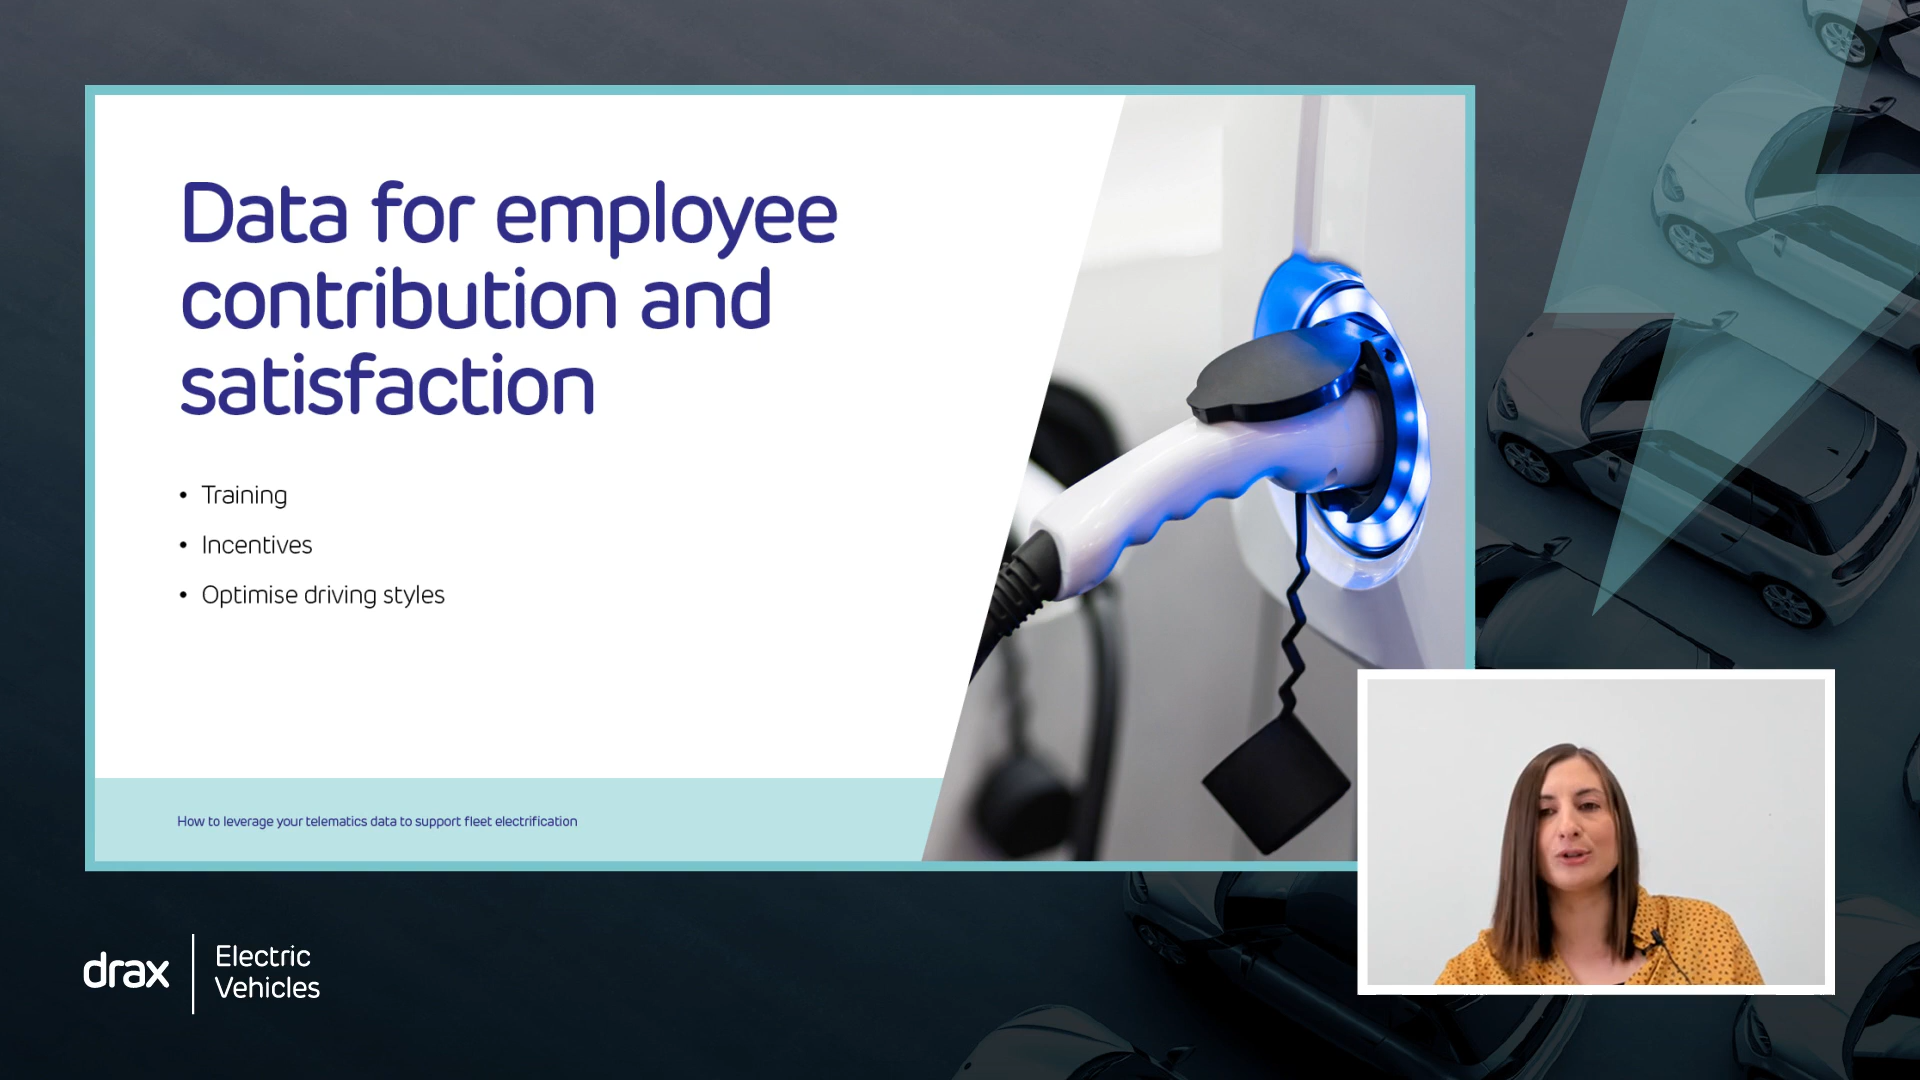 Data for employee
contribution and
satisfaction
• Training
• Incentives
• Optimise driving styles
How to leverage your telematics data to support fleet electrification
drax
Electric
Vehicles